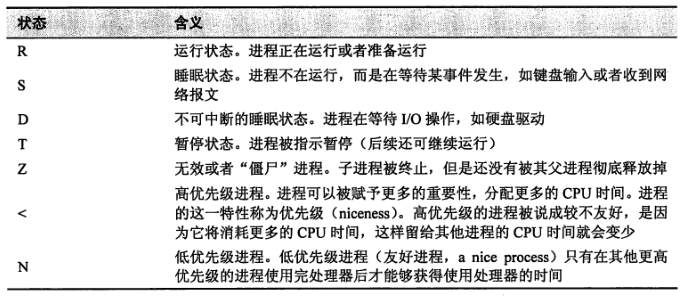 状态 含义
R 运行状态。进程正在运行或者准备运行
S 睡眠状态。进程不在运行，而是在等待某事件发生，如键盘输入或者收到网
络报文
D 不可中断的睡眠状态。进程在等待 I/O 操作，如硬盘驱动
T 暂停状态。进程被指示暂停（后续还可继续运行）
Z 无效或者“僵尸”进程。子进程被终止，但是还没有被其父进程彻底释放掉
高优先级进程。进程可以被赋予更多的重要性，分配更多的 CPU 时间。进程
< 的这一特性称为优先级（niceness）。高优先级的进程被说成较不友好，是因
为它将消耗更多的 CPU 时间，这样留给其他进程的 CPU 时间就会变少
N 低优先级进程。低优先级进程（友好进程，a nice process）只有在其他更高
优先级的进程使用完处理器后才能够获得使用处理器的时间